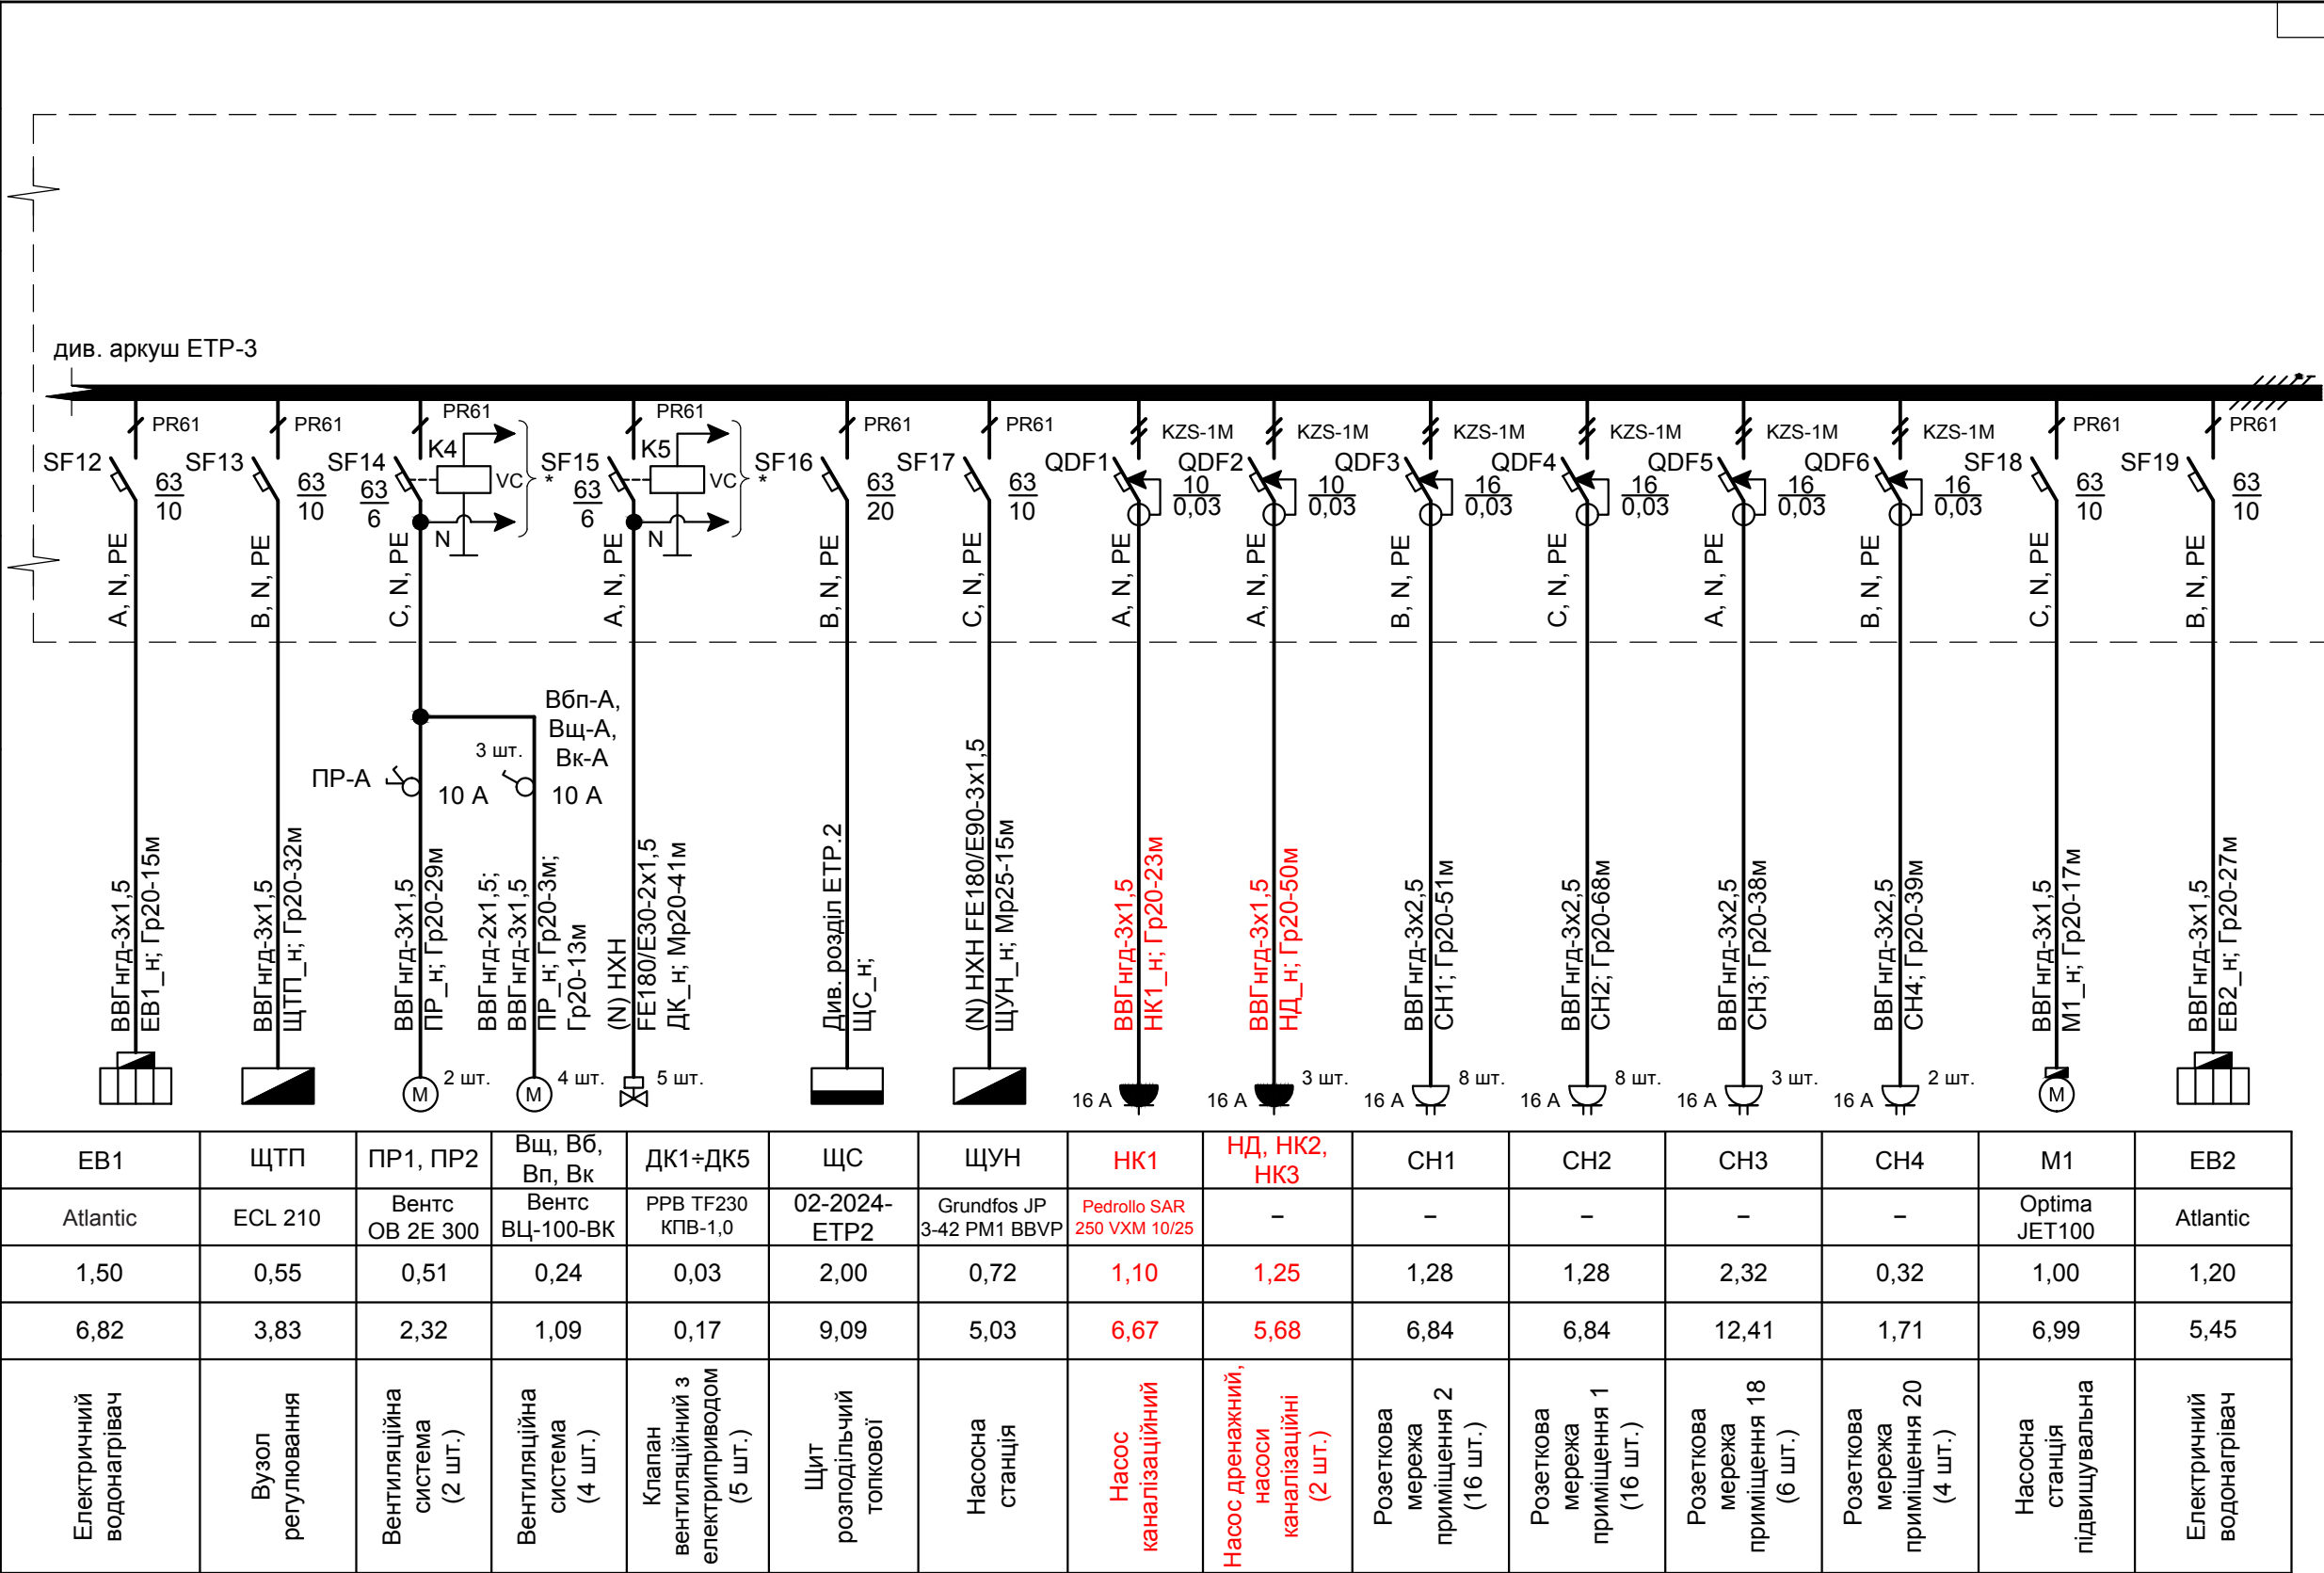 див. аркуш ЕТР-3
PR61
PR61
PR61
PR61
PR61
PR61
KZS-1M
KZS-1M
KZS-1M
KZS-1M
KZS-1M
KZS-1M
PR61
PR61
SF12
63
10
SF13
63
10
SF14
63
6
K4
VC
*
N
SF15
63
6
K5
VC
*
N
SF16
63
20
SF17
63
10
QDF1
10
0,03
QDF2
10
0,03
QDF3
16
0,03
QDF4
16
0,03
QDF5
16
0,03
QDF6
16
0,03
SF18
63
10
SF19
63
10
A, N, PE
B, N, PE
C, N, PE
A, N, PE
B, N, PE
C, N, PE
A, N, PE
A, N, PE
B, N, PE
C, N, PE
A, N, PE
B, N, PE
C, N, PE
B, N, PE
Вбп-А,
Вщ-А,
Вк-А
3 шт.
ПР-А
10 А
10 А
ВВГнгд-3х1,5
ЕВ1_н; Гр20-15м
ВВГнгд-3х1,5
ЩТП_н; Гр20-32м
ВВГнгд-3х1,5
ПР_н; Гр20-29м
ВВГнгд-2х1,5;
ВВГнгд-3х1,5
ПР_н; Гр20-3м;
Гр20-13м
(N) HXH
FE180/E30-2х1,5
ДК_н; Мр20-41м
Див. розділ ЕТР.2
ЩС_н;
(N) HXH FE180/E90-3х1,5
ЩУН_н; Мр25-15м
ВВГнгд-3х1,5
НК1_н; Гр20-23м
ВВГнгд-3х1,5
НД_н; Гр20-50м
ВВГнгд-3х2,5
СН1; Гр20-51м
ВВГнгд-3х2,5
СН2; Гр20-68м
ВВГнгд-3х2,5
СН3; Гр20-38м
ВВГнгд-3х2,5
СН4; Гр20-39м
ВВГнгд-3х1,5
М1_н; Гр20-17м
ВВГнгд-3х1,5
ЕВ2_н; Гр20-27м
М
2 шт.
М
4 шт.
5 шт.
16 А
16 А
3 шт.
16 А
8 шт.
16 А
8 шт.
16 А
3 шт.
16 А
2 шт.
М
ЕВ1
ЩТП
ПР1, ПР2
Вщ, Вб,
Вп, Вк
ДК1÷ДК5
ЩС
ЩУН
НК1
НД, НК2,
НК3
СН1
СН2
СН3
СН4
М1
ЕВ2
Atlantic
ECL 210
Вентс
ОВ 2Е 300
Вентс
ВЦ-100-ВК
РРВ TF230
КПВ-1,0
02-2024-
ЕТР2
Grundfos JP
3-42 PM1 BBVP
Pedrollo SAR
250 VXM 10/25
–
–
–
–
–
Optima
JET100
Atlantic
1,50
0,55
0,51
0,24
0,03
2,00
0,72
1,10
1,25
1,28
1,28
2,32
0,32
1,00
1,20
6,82
3,83
2,32
1,09
0,17
9,09
5,03
6,67
5,68
6,84
6,84
12,41
1,71
6,99
5,45
Електричний
водонагрівач
Вузол
регулювання
Вентиляційна
система
(2 шт.)
Вентиляційна
система
(4 шт.)
Клапан
вентиляційний з
електриприводом
(5 шт.)
Щит
розподільчий
топкової
Насосна
станція
Насос
каналізаційний
Насос дренажний,
насоси
каналізаційні
(2 шт.)
Розеткова
мережа
приміщення 2
(16 шт.)
Розеткова
мережа
приміщення 1
(16 шт.)
Розеткова
мережа
приміщення 18
(6 шт.)
Розеткова
мережа
приміщення 20
(4 шт.)
Насосна
станція
підвищувальна
Електричний
водонагрівач